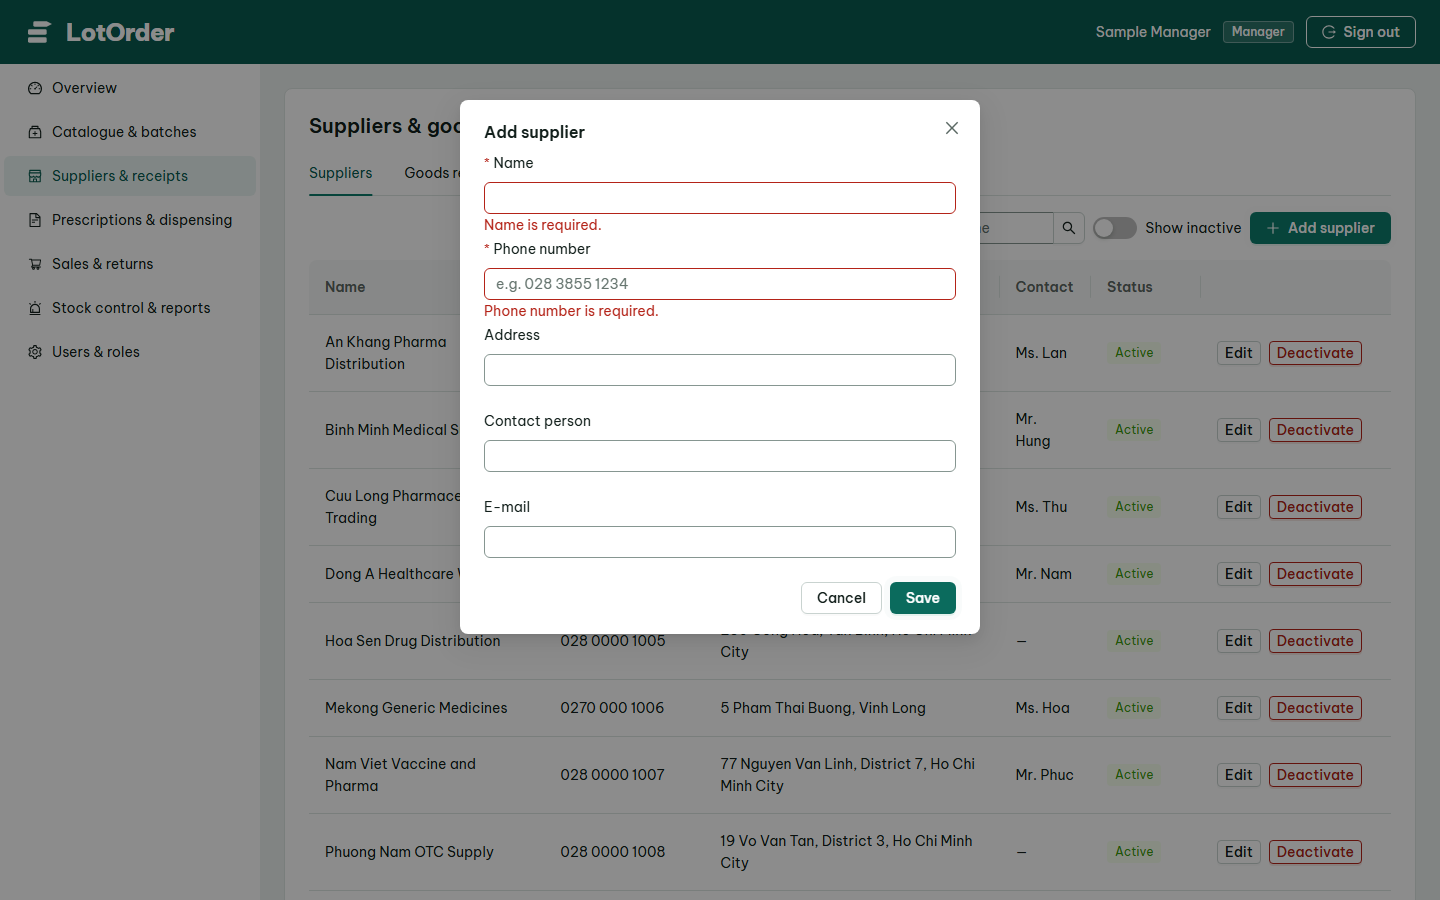 LotOrder
Sample Manager
Manager
Sign out
Overview
Catalogue & batches
Suppliers & receipts
Prescriptions & dispensing
Sales & returns
Stock control & reports
Users & roles
Suppliers &
Suppliers
Goods
Show inactive
Add supplier
Name
Contact
Status
An Khang Pharma
Distribution
Ms. Lan
Active
Edit
Deactivate
Binh Minh Medical
Mr.
Hung
Active
Edit
Deactivate
Cuu Long
Trading
Ms. Thu
Active
Edit
Deactivate
Dong A Healthcare
Mr. Nam
Active
Edit
Deactivate
Hoa Sen Drug Distribution
028 0000 1005
City
—
Active
Edit
Deactivate
Mekong Generic Medicines
0270 000 1006
5 Pham Thai Buong, Vinh Long
Ms. Hoa
Active
Edit
Deactivate
Nam Viet Vaccine and
Pharma
028 0000 1007
77 Nguyen Van Linh, District 7, Ho Chi
Minh City
Mr. Phuc
Active
Edit
Deactivate
Phuong Nam OTC Supply
028 0000 1008
19 Vo Van Tan, District 3, Ho Chi Minh
City
—
Active
Edit
Deactivate
Add supplier
* Name
Name is required.
* Phone number
e.g. 028 3855 1234
Phone number is required.
Address
Contact person
E-mail
Cancel
Save